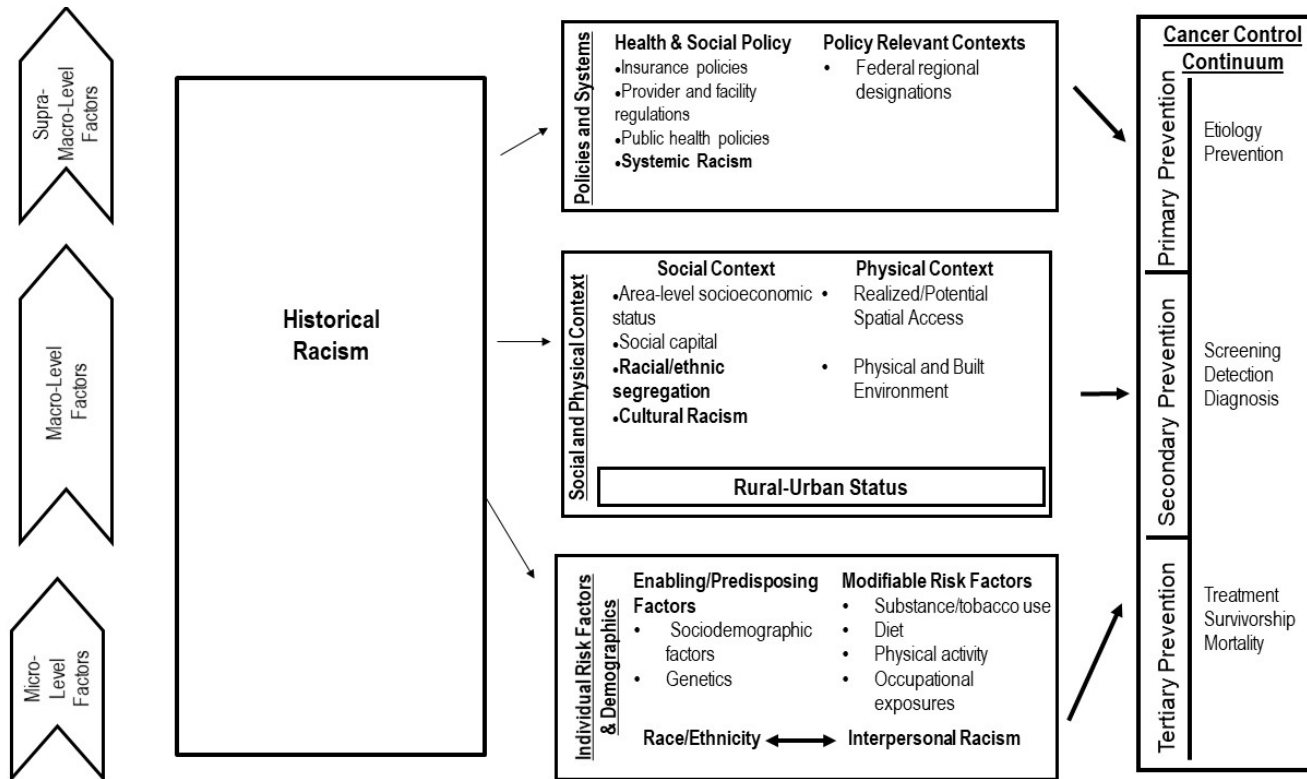 Supra-
Macro-Level
Factors
Macro-Level
Factors
Micro-
Level
Factors
Historical
Racism
Policies and Systems
Health & Social Policy
•Insurance policies
•Provider and facility
regulations
•Public health policies
•Systemic Racism
Policy Relevant Contexts
• Federal regional
designations
Social and Physical Context
Social Context
•Area-level socioeconomic
status
•Social capital
•Racial/ethnic
segregation
•Cultural Racism
Physical Context
• Realized/Potential
Spatial Access
• Physical and Built
Environment
Rural-Urban Status
Individual Risk Factors
& Demographics
Enabling/Predisposing
Factors
• Sociodemographic
factors
• Genetics
Modifiable Risk Factors
• Substance/tobacco use
• Diet
• Physical activity
• Occupational
exposures
Race/Ethnicity
Interpersonal Racism
Cancer Control
Continuum
Primary Prevention
Etiology
Prevention
Secondary Prevention
Screening
Detection
Diagnosis
Tertiary Prevention
Treatment
Survivorship
Mortality